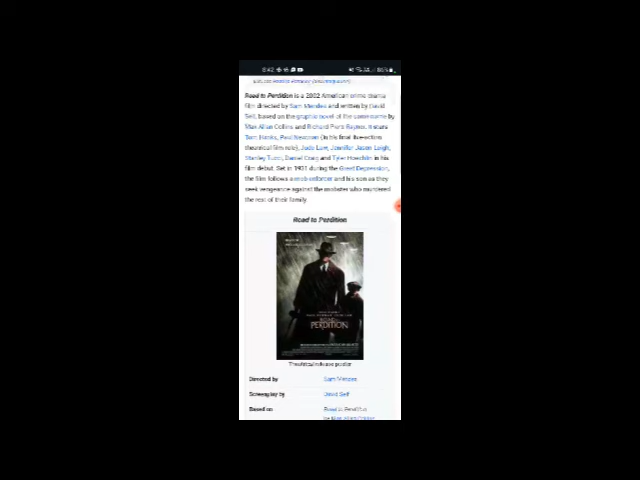 Road to Perdition is a 2002 American crime drama
film directed by Sam Mendes and written by David
Self, based on the graphic novel of the same name by
Max Allan Collins and Richard Piers Rayner. It stars
Tom Hanks, Paul Newman (in his final live-action
theatrical film role), Jude Law, Jennifer Jason Leigh,
Stanley Tucci, Daniel Craig and Tyler Hoechlin in his
film debut. Set in 1931 during the Great Depression,
the film follows a mob enforcer and his son as they
seek vengeance against the mobster who murdered
the rest of their family.
Road to Perdition
ROAD TO
PERDITION
Theatrical release poster
Directed by Sam Mendes
Screenplay by David Self
Based on Road to Perdition
by Max Allan Collins